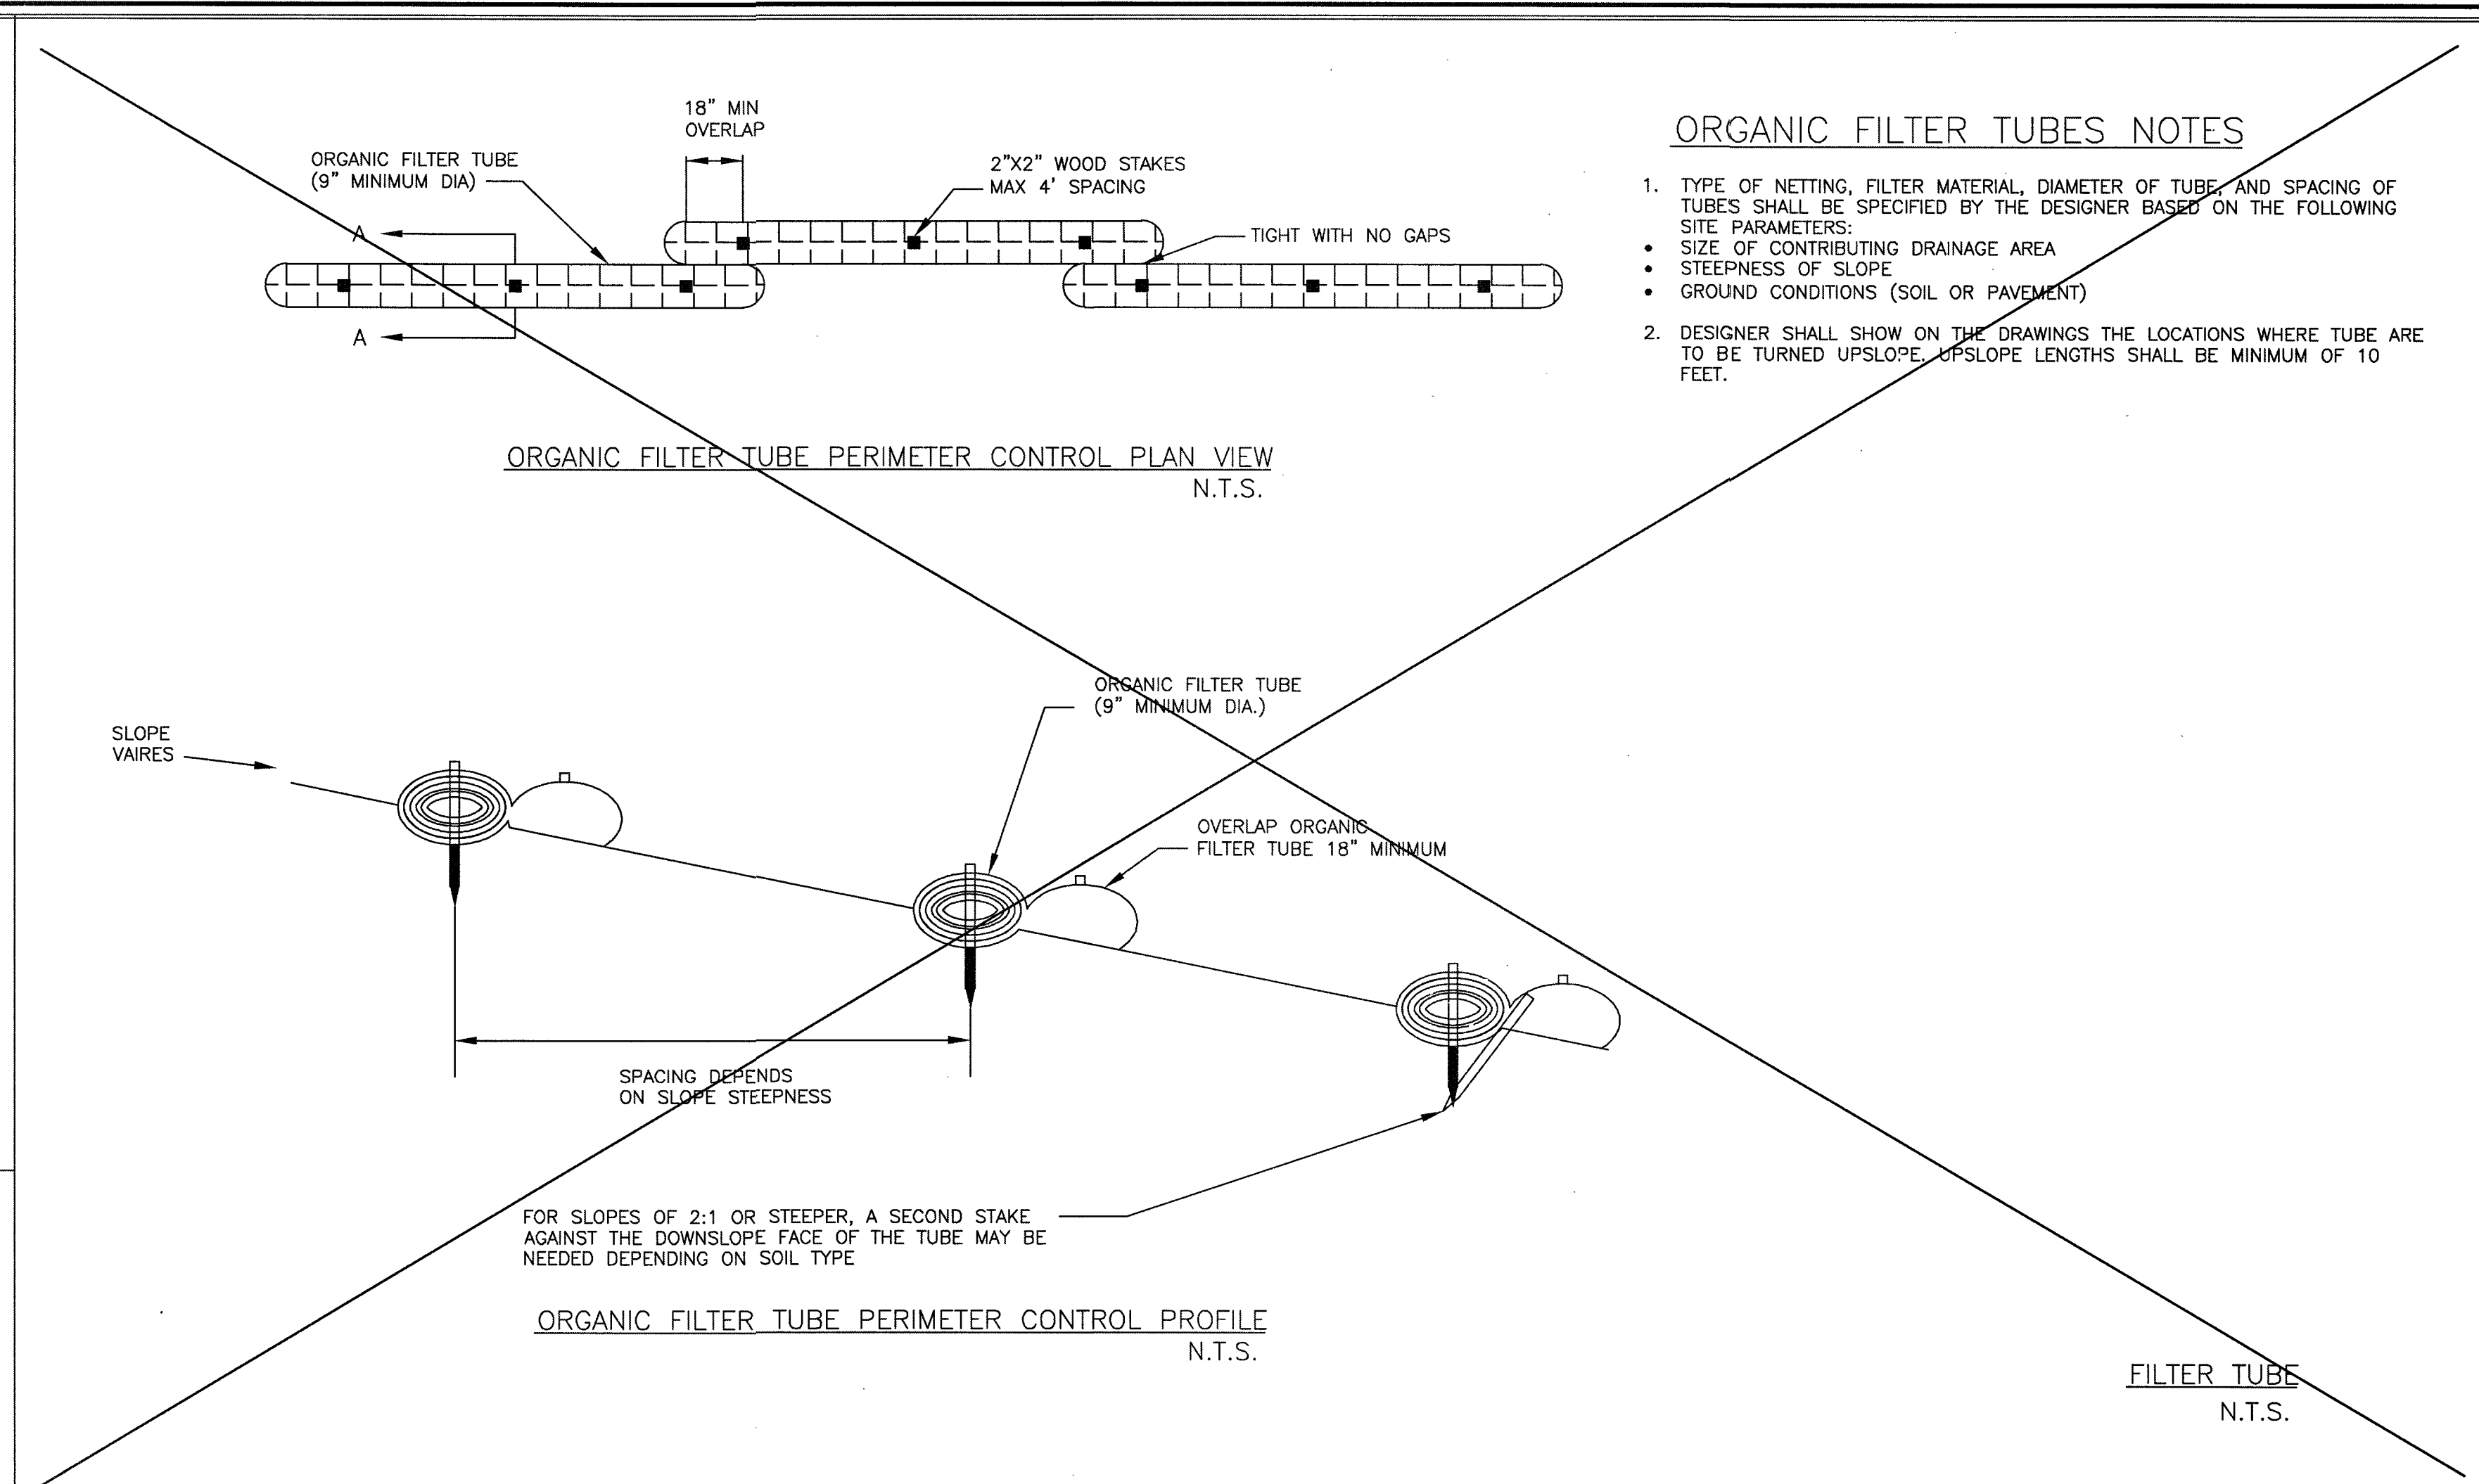 18" MIN
OVERLAP
ORGANIC FILTER TUBE
(9" MINIMUM DIA)
2"X2" WOOD STAKES
MAX 4' SPACING
TIGHT WITH NO GAPS
A
A
ORGANIC FILTER TUBE PERIMETER CONTROL PLAN VIEW
N.T.S.
ORGANIC FILTER TUBES NOTES
1. TYPE OF NETTING, FILTER MATERIAL, DIAMETER OF TUBE, AND SPACING OF
TUBES SHALL BE SPECIFIED BY THE DESIGNER BASED ON THE FOLLOWING
SITE PARAMETERS:
• SIZE OF CONTRIBUTING DRAINAGE AREA
• STEEPNESS OF SLOPE
• GROUND CONDITIONS (SOIL OR PAVEMENT)
2. DESIGNER SHALL SHOW ON THE DRAWINGS THE LOCATIONS WHERE TUBE ARE
TO BE TURNED UPSLOPE. UPSLOPE LENGTHS SHALL BE MINIMUM OF 10
FEET.
ORGANIC FILTER TUBE
(9" MINIMUM DIA.)
SLOPE
VAIRES
OVERLAP ORGANIC
FILTER TUBE 18" MINIMUM
SPACING DEPENDS
ON SLOPE STEEPNESS
FOR SLOPES OF 2:1 OR STEEPER, A SECOND STAKE
AGAINST THE DOWNSLOPE FACE OF THE TUBE MAY BE
NEEDED DEPENDING ON SOIL TYPE
ORGANIC FILTER TUBE PERIMETER CONTROL PROFILE
N.T.S.
FILTER TUBE
N.T.S.